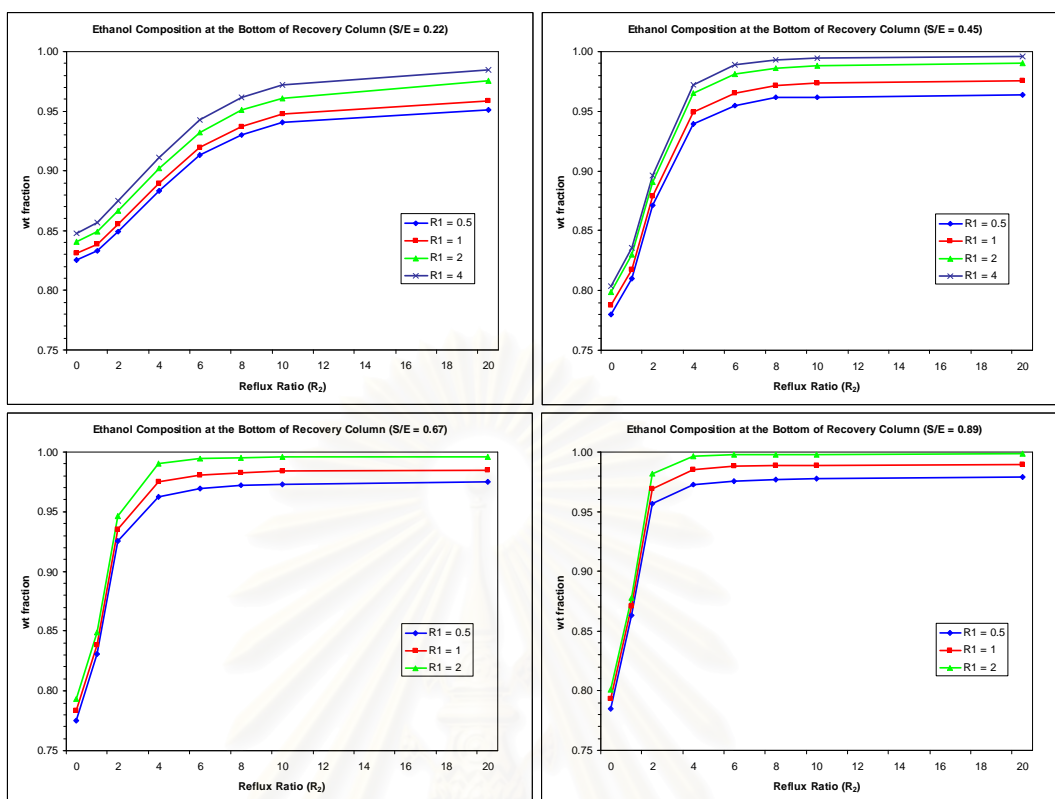 Ethanol Composition at the Bottom of Recovery Column (S/E = 0.22)
1.00
0.95
0.90
0.85
0.80
0.75
wt fraction
R1 = 0.5
R1 = 1
R1 = 2
R1 = 4
0 2 4 6 8 10 12 14 16 18 20
Reflux Ratio (R2)
Ethanol Composition at the Bottom of Recovery Column (S/E = 0.45)
1.00
0.95
0.90
0.85
0.80
0.75
wt fraction
R1 = 0.5
R1 = 1
R1 = 2
R1 = 4
0 2 4 6 8 10 12 14 16 18 20
Reflux Ratio (R2)
Ethanol Composition at the Bottom of Recovery Column (S/E = 0.67)
1.00
0.95
0.90
0.85
0.80
0.75
wt fraction
R1 = 0.5
R1 = 1
R1 = 2
0 2 4 6 8 10 12 14 16 18 20
Reflux Ratio (R2)
Ethanol Composition at the Bottom of Recovery Column (S/E = 0.89)
1.00
0.95
0.90
0.85
0.80
0.75
wt fraction
R1 = 0.5
R1 = 1
R1 = 2
0 2 4 6 8 10 12 14 16 18 20
Reflux Ratio (R2)